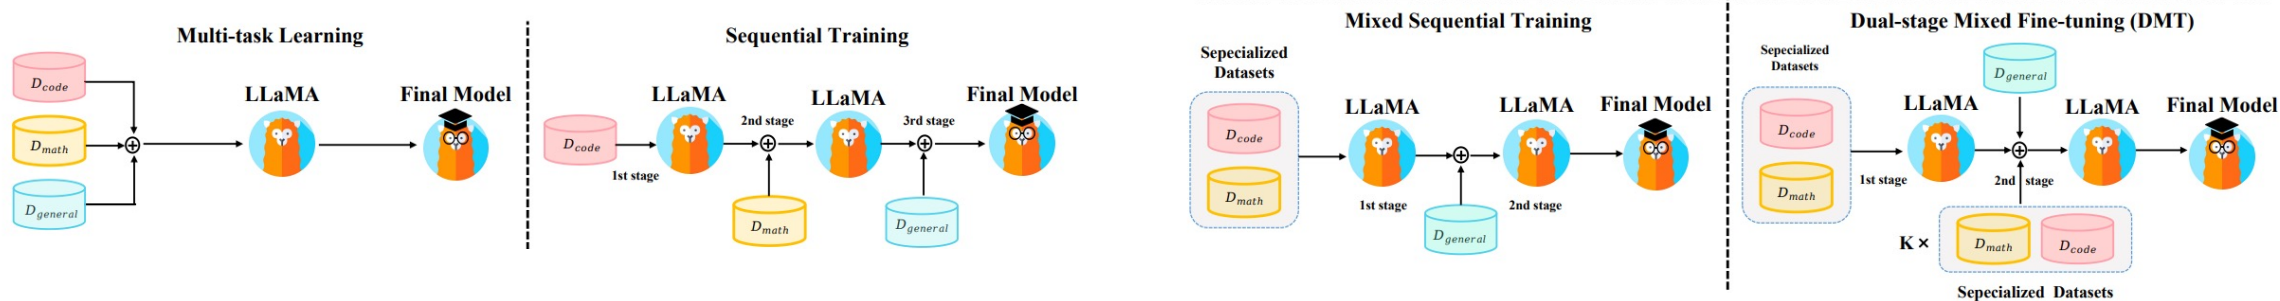 Multi-task Learning
D_code
D_math
D_general
LLaMA
Final Model
Sequential Training
D_code
1st stage
LLaMA
2nd stage
D_math
LLaMA
3rd stage
D_general
Final Model
Mixed Sequential Training
Sepecialized
Datasets
D_code
D_math
LLaMA
1st stage
D_general
LLaMA
2nd stage
Final Model
Dual-stage Mixed Fine-tuning (DMT)
Sepecialized
Datasets
D_code
D_math
1st stage
LLaMA
D_general
2nd stage
K ×
D_math
D_code
Sepecialized Datasets
LLaMA
Final Model